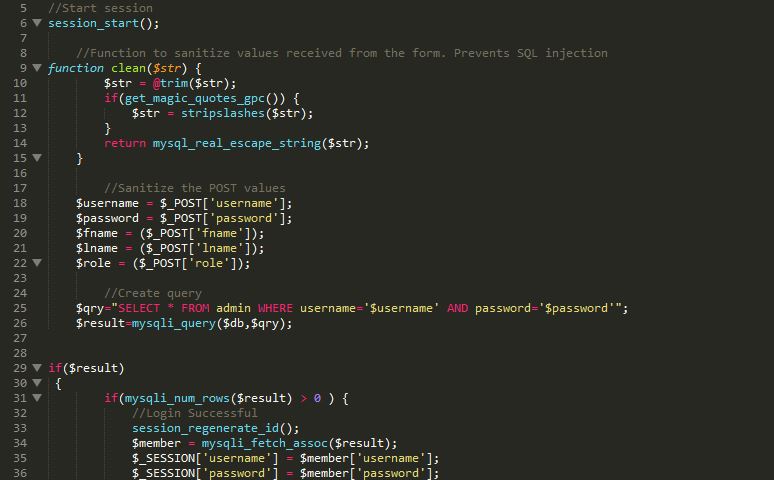 5 //Start session
6 session_start();
7
8 //Function to sanitize values received from the form. Prevents SQL injection
9 function clean($str) {
10 $str = @trim($str);
11 if(get_magic_quotes_gpc()) {
12 $str = stripslashes($str);
13 }
14 return mysql_real_escape_string($str);
15 }
16
17 //Sanitize the POST values
18 $username = $_POST['username'];
19 $password = $_POST['password'];
20 $fname = ($_POST['fname']);
21 $lname = ($_POST['lname']);
22 $role = ($_POST['role']);
23
24 //Create query
25 $qry="SELECT * FROM admin WHERE username='$username' AND password='$password'";
26 $result=mysqli_query($db,$qry);
27
28
29 if($result)
30 {
31 if(mysqli_num_rows($result) > 0 ) {
32 //Login Successful
33 session_regenerate_id();
34 $member = mysqli_fetch_assoc($result);
35 $_SESSION['username'] = $member['username'];
36 $_SESSION['password'] = $member['password'];